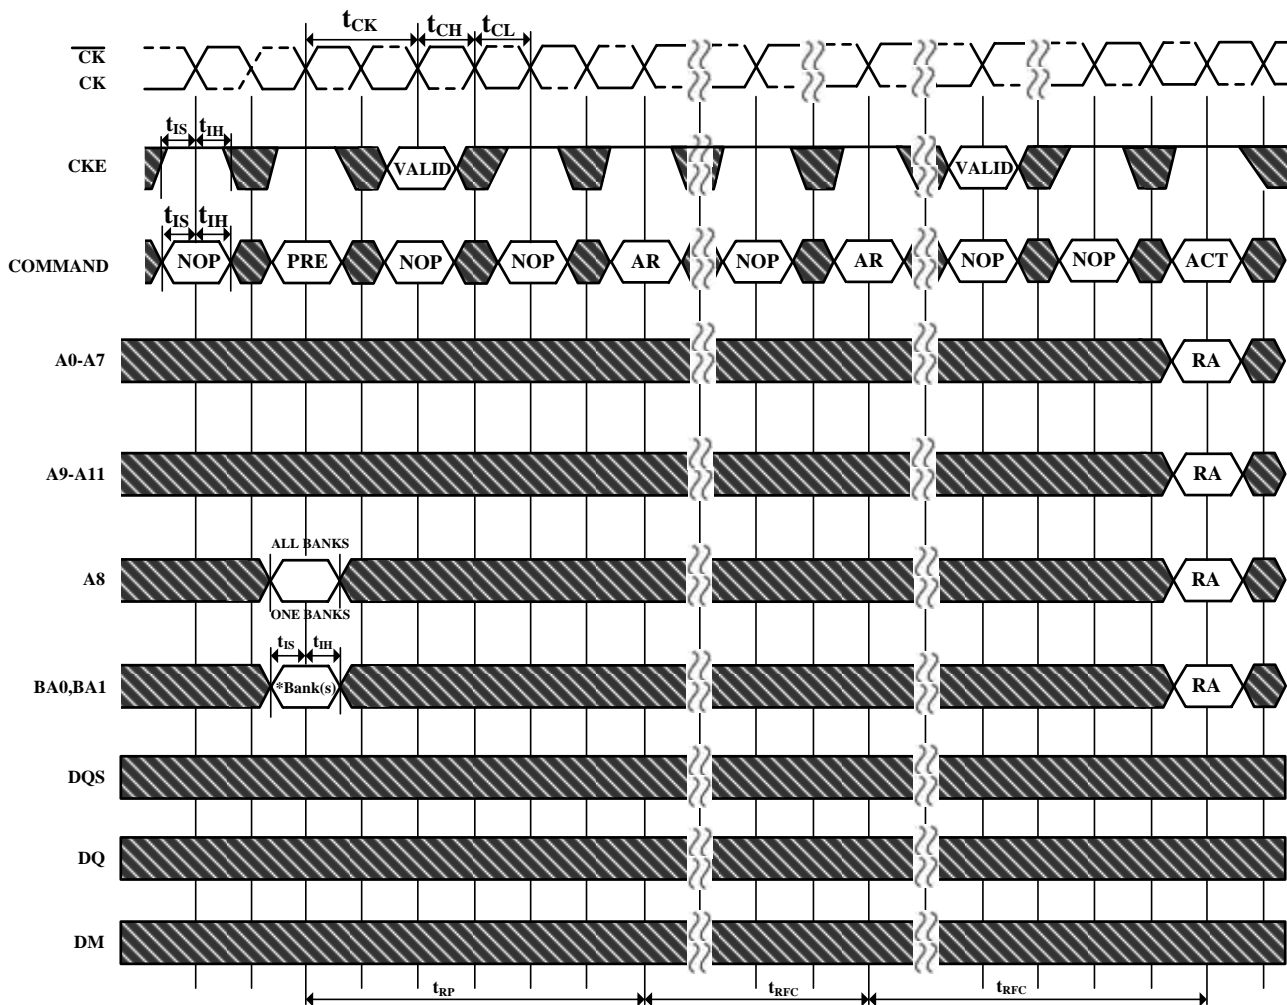 tCK tCH tCL
CK
CK
tIS tIH
CKE VALID VALID
tIS tIH
COMMAND NOP PRE NOP NOP AR NOP AR NOP NOP ACT
A0-A7 RA
A9-A11 RA
ALL BANKS
A8 RA
ONE BANKS
tIS tIH
BA0,BA1 *Bank(s) RA
DQS
DQ
DM
tRP tRFC tRFC